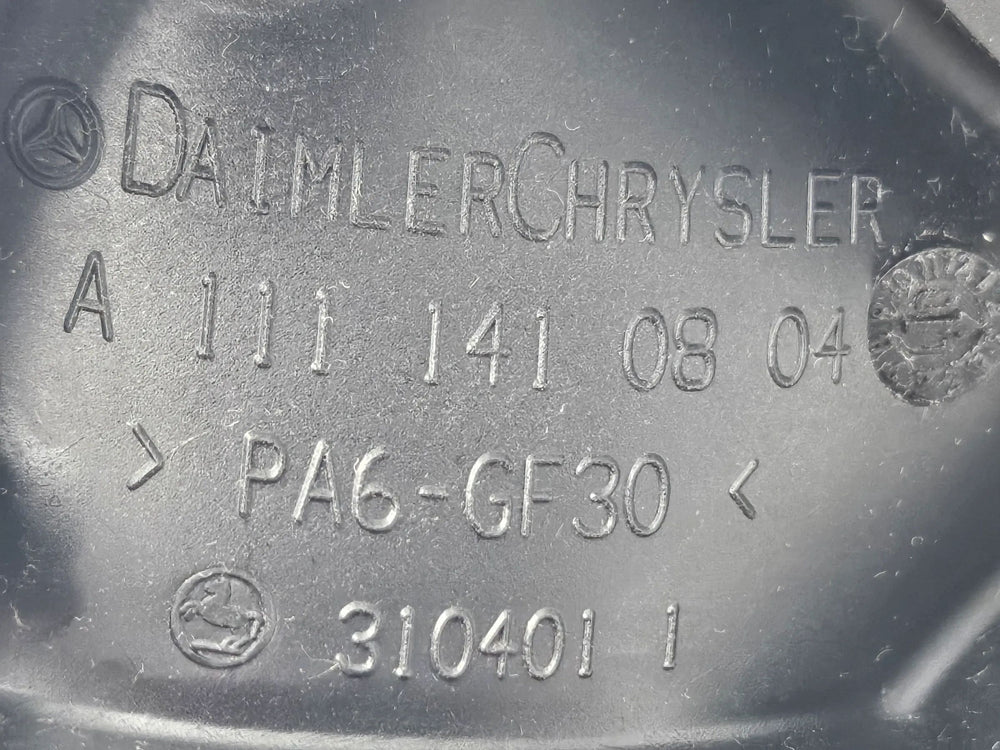 DAIMLERCHRYSLER
A 111 141 08 04
> PA6-GF30 <
310401 1